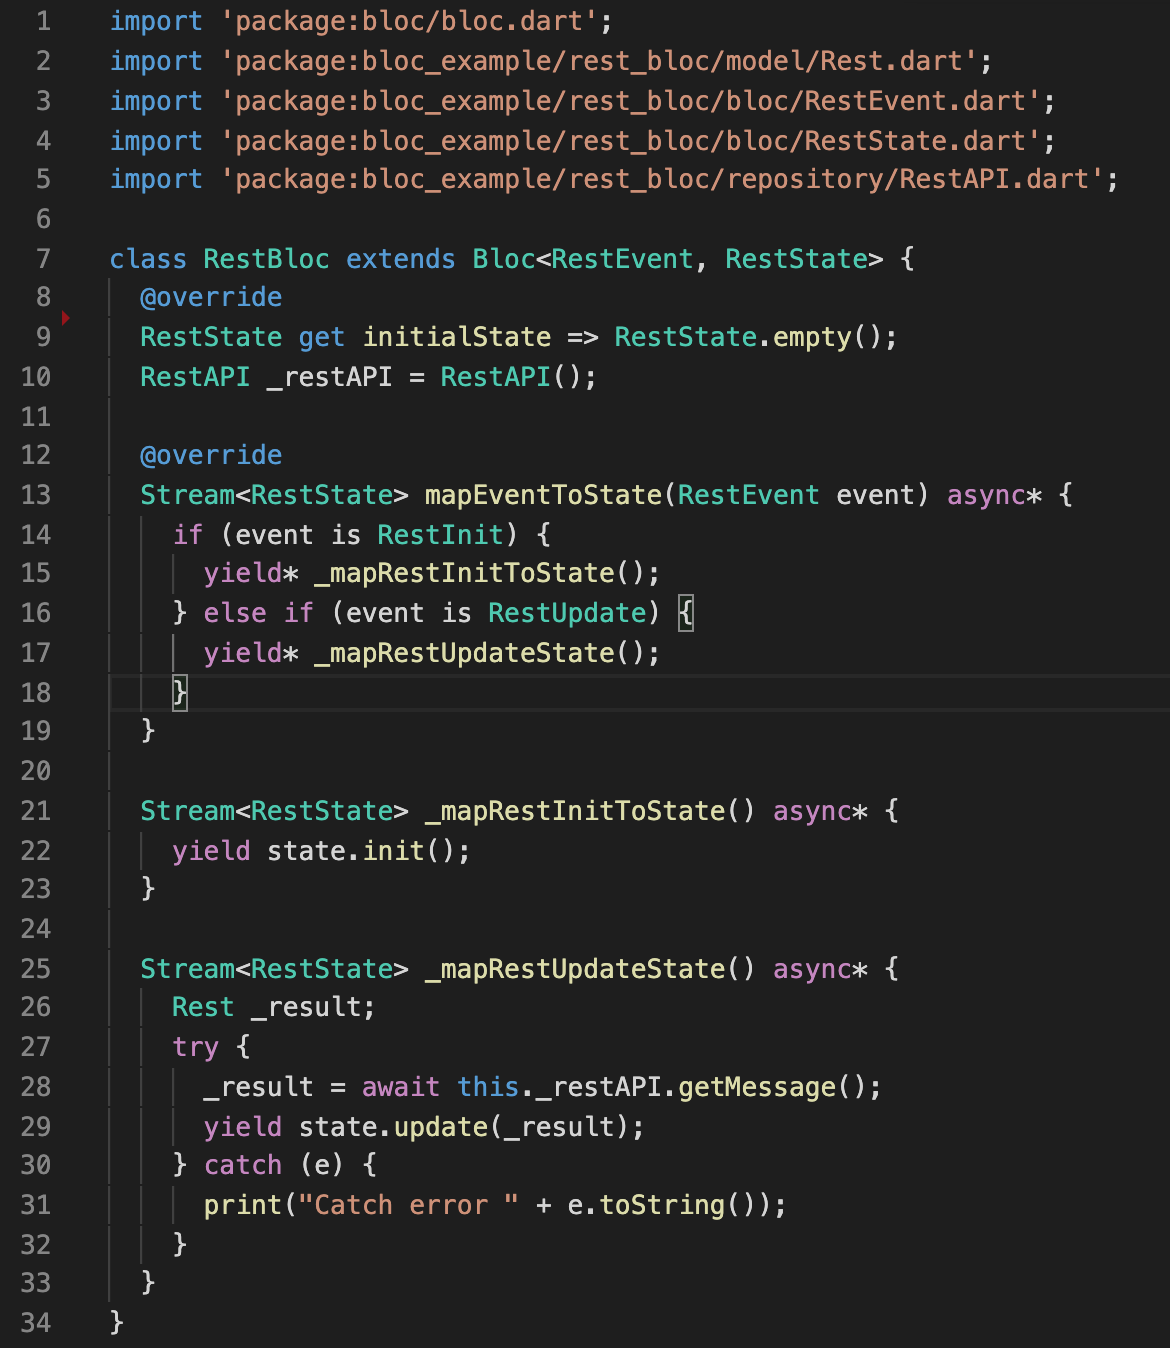 1 import 'package:bloc/bloc.dart';
2 import 'package:bloc_example/rest_bloc/model/Rest.dart';
3 import 'package:bloc_example/rest_bloc/bloc/RestEvent.dart';
4 import 'package:bloc_example/rest_bloc/bloc/RestState.dart';
5 import 'package:bloc_example/rest_bloc/repository/RestAPI.dart';
6
7 class RestBloc extends Bloc<RestEvent, RestState> {
8   @override
9   RestState get initialState => RestState.empty();
10   RestAPI _restAPI = RestAPI();
11
12   @override
13   Stream<RestState> mapEventToState(RestEvent event) async* {
14     if (event is RestInit) {
15       yield* _mapRestInitToState();
16     } else if (event is RestUpdate) {
17       yield* _mapRestUpdateState();
18     }
19   }
20
21   Stream<RestState> _mapRestInitToState() async* {
22     yield state.init();
23   }
24
25   Stream<RestState> _mapRestUpdateState() async* {
26     Rest _result;
27     try {
28       _result = await this._restAPI.getMessage();
29       yield state.update(_result);
30     } catch (e) {
31       print("Catch error " + e.toString());
32     }
33   }
34 }